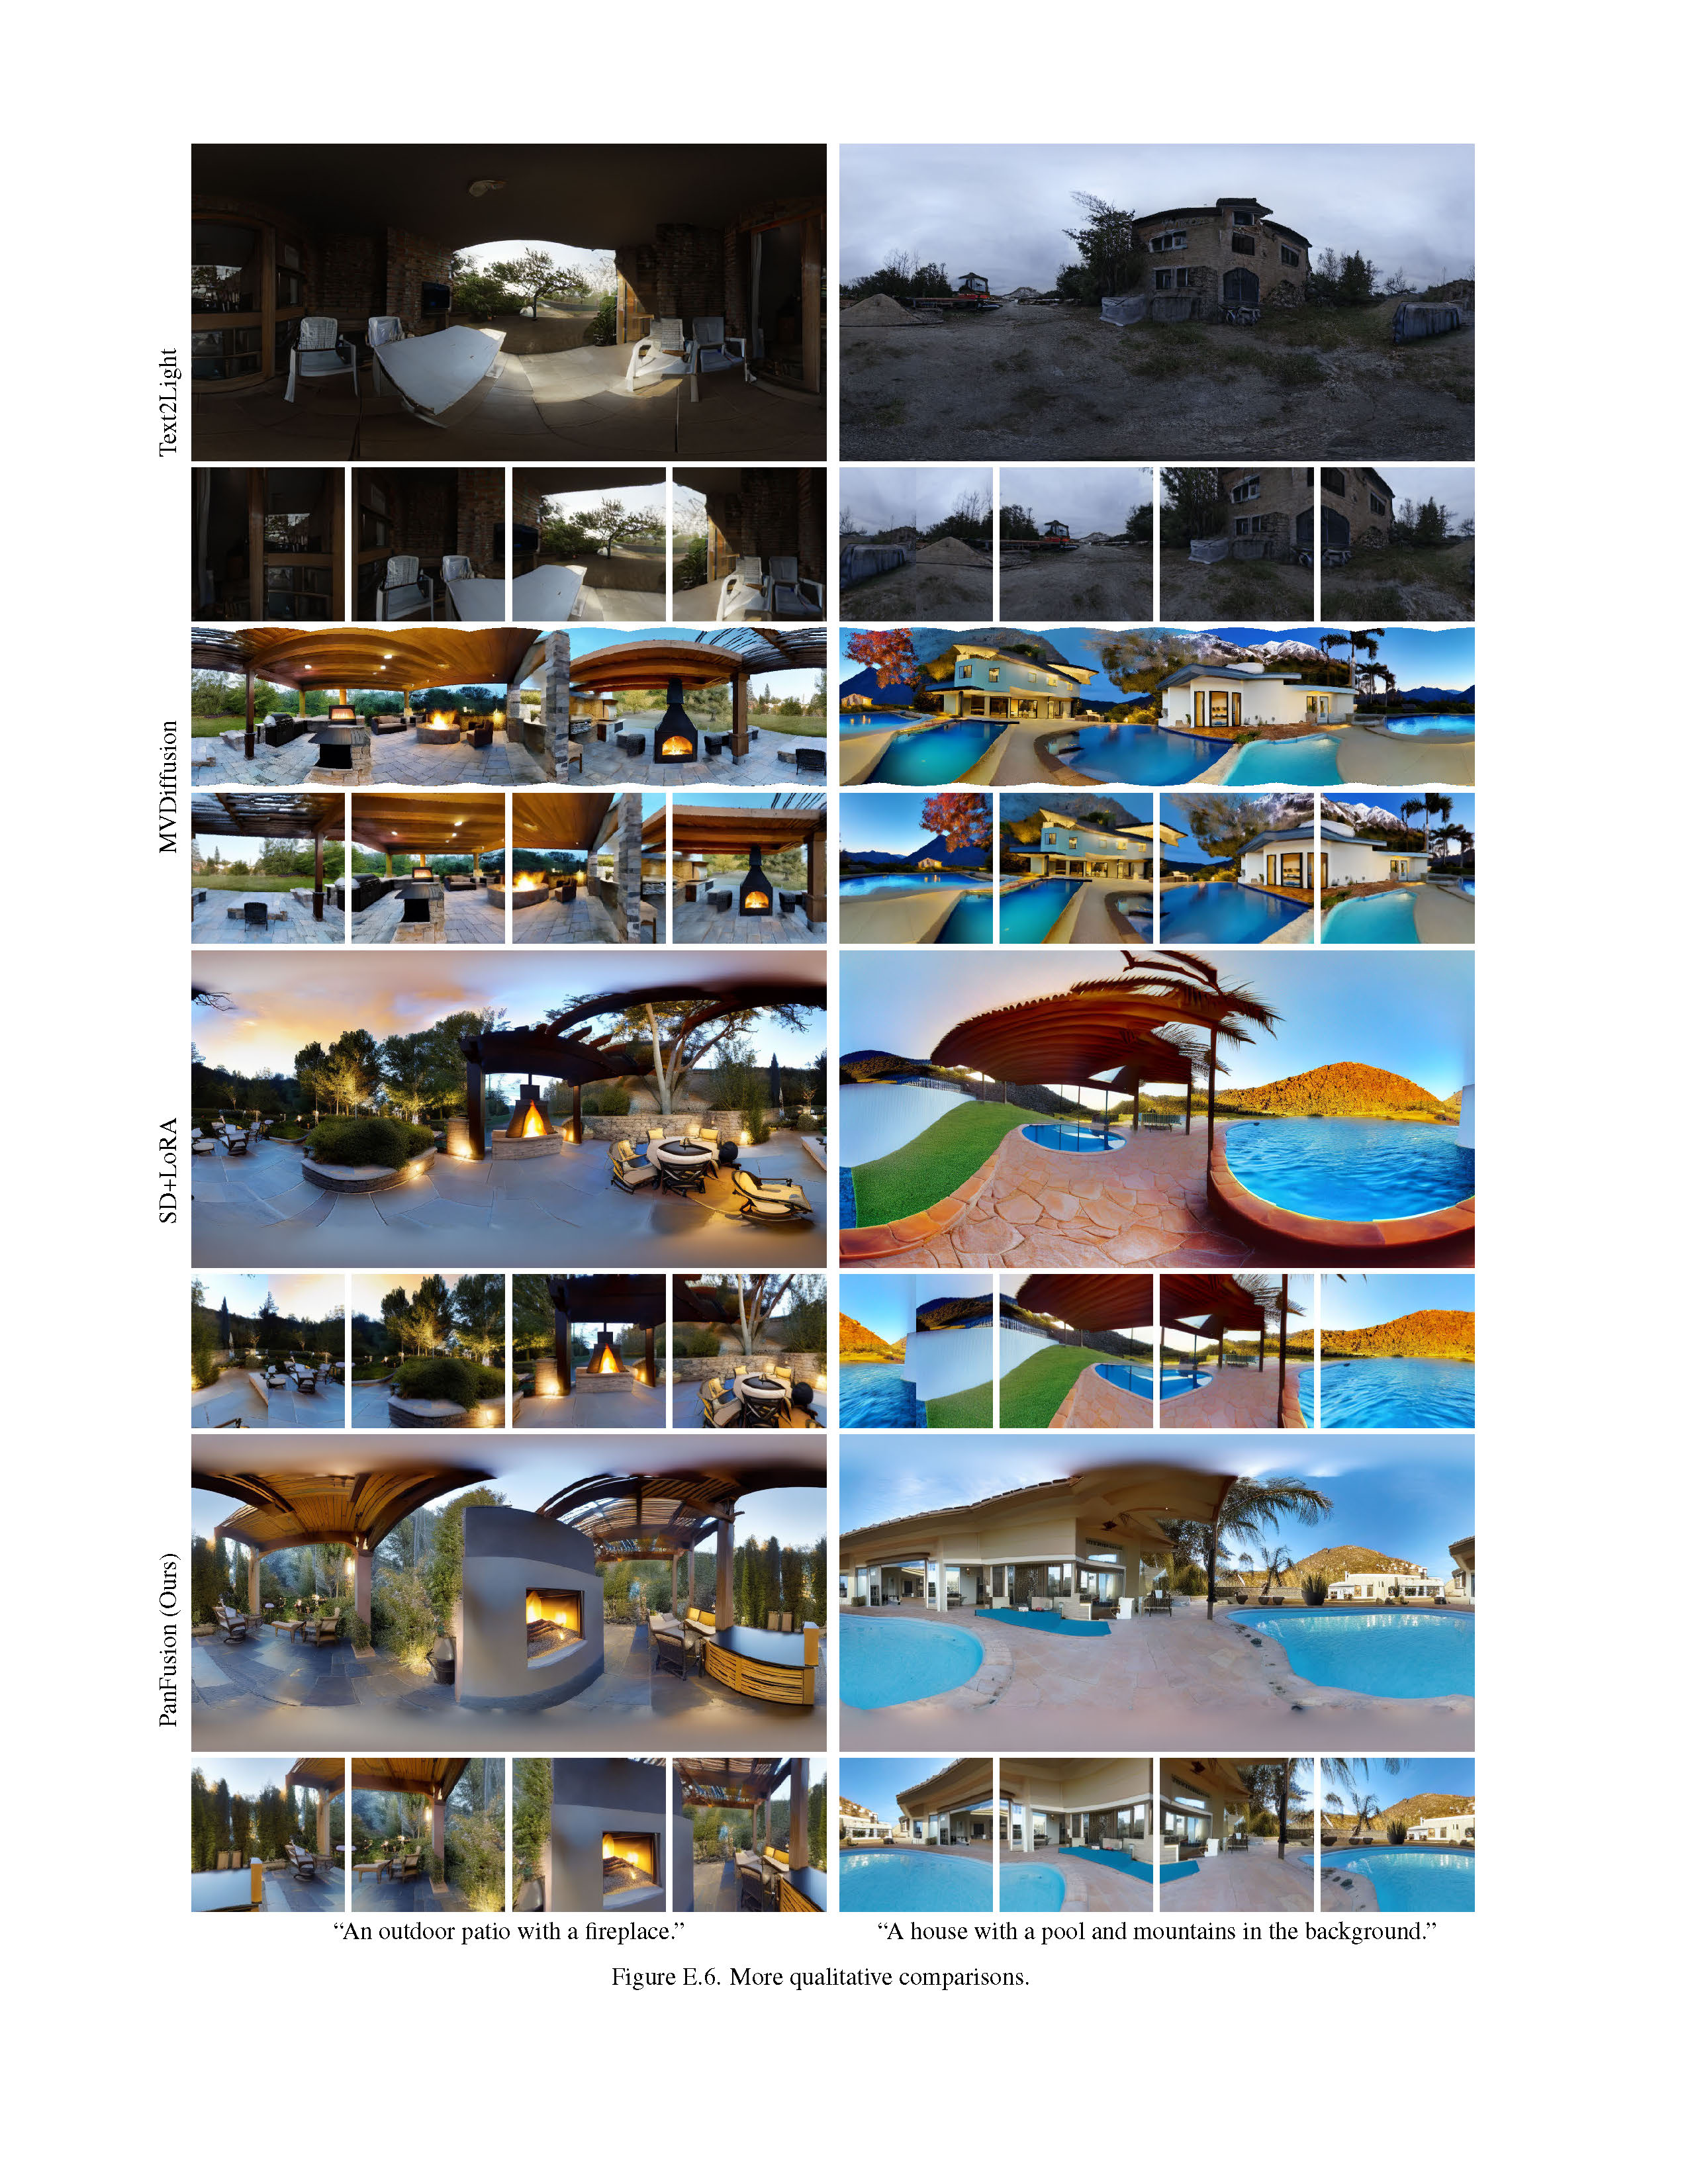 Text2Light
MVDiffusion
SD+LoRA
PanFusion (Ours)
“An outdoor patio with a fireplace.”
“A house with a pool and mountains in the background.”
Figure E.6. More qualitative comparisons.